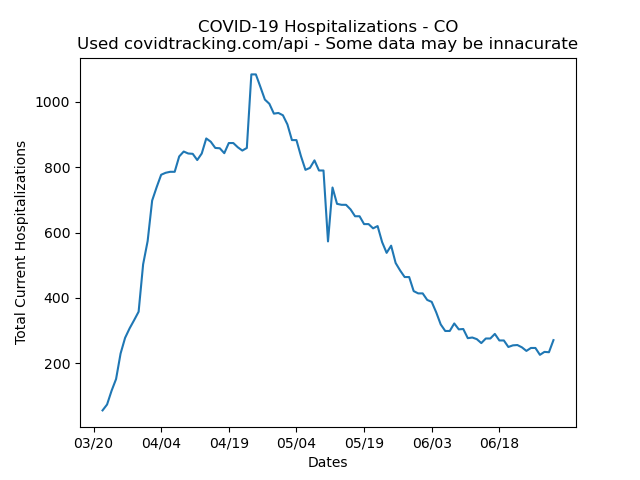 COVID-19 Hospitalizations - CO
Used covidtracking.com/api - Some data may be innacurate
Total Current Hospitalizations
1000
800
600
400
200
03/20 04/04 04/19 05/04 05/19 06/03 06/18
Dates